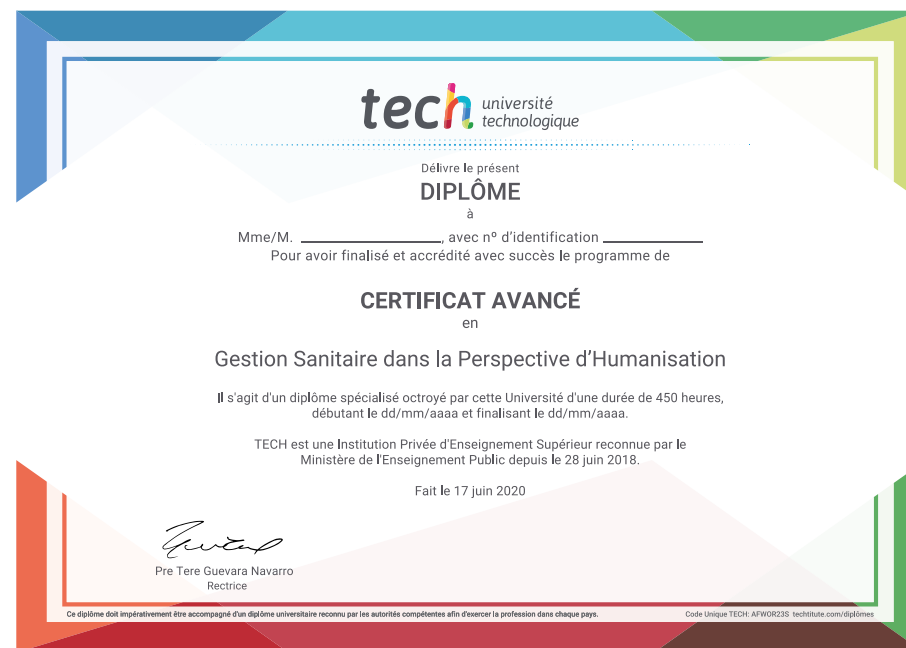 tech université
technologique
Délivre le présent
DIPLÔME
à
Mme/M. ____________________, avec nº d'identification ______________
Pour avoir finalisé et accrédité avec succès le programme de
CERTIFICAT AVANCÉ
en
Gestion Sanitaire dans la Perspective d'Humanisation
Il s'agit d'un diplôme spécialisé octroyé par cette Université d'une durée de 450 heures,
débutant le dd/mm/aaaa et finalisant le dd/mm/aaaa.
TECH est une Institution Privée d'Enseignement Supérieur reconnue par le
Ministère de l'Enseignement Public depuis le 28 juin 2018.
Fait le 17 juin 2020
Pre Tere Guevara Navarro
Rectrice
Ce diplôme doit impérativement être accompagné d'un diplôme universitaire reconnu par les autorités compétentes afin d'exercer la profession dans chaque pays.
Code Unique TECH: AFWOR23S techtitute.com/diplômes